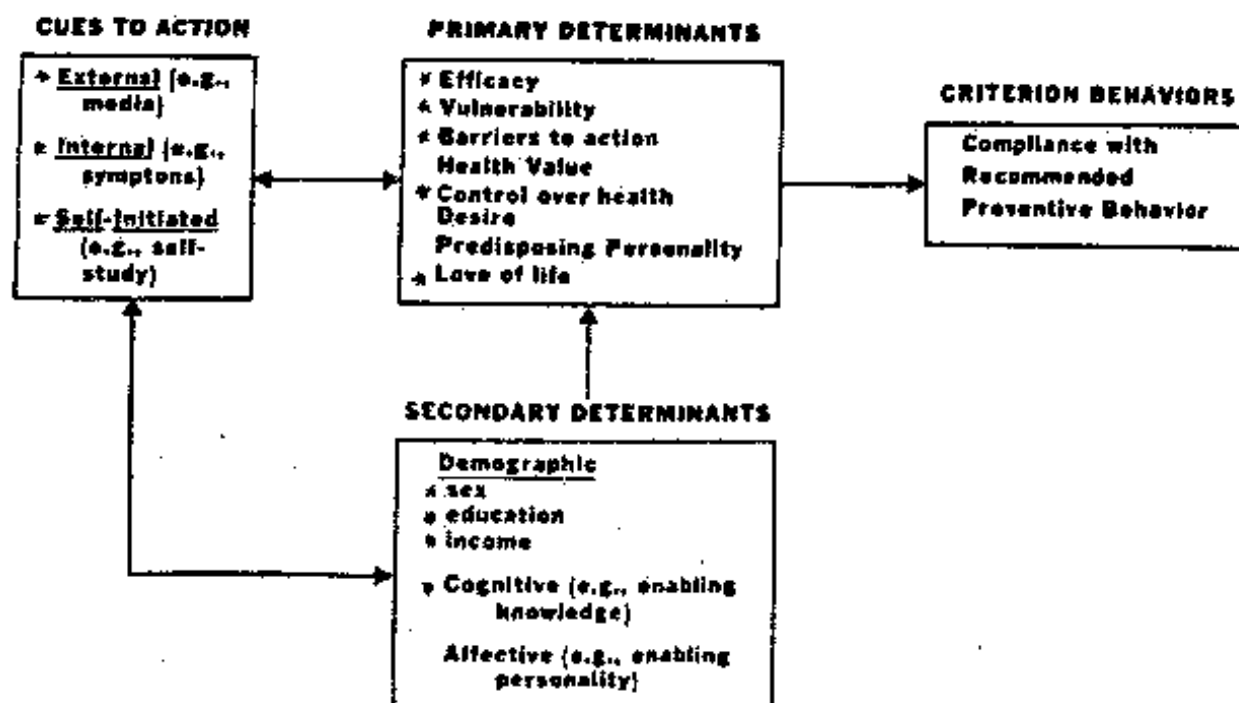 CUES TO ACTION
* External (e.g.,
media)
* Internal (e.g.,
symptons)
* Self-Initiated
(e.g., self-
study)
PRIMARY DETERMINANTS
* Efficacy
* Vulnerability
* Barriers to action
Health Value
* Control over health
Desire
Predisposing Personality
* Love of life
CRITERION BEHAVIORS
Compliance with
Recommended
Preventive Behavior
SECONDARY DETERMINANTS
Demographic
* sex
* education
* income
* Cognitive (e.g., enabling
knowledge)
Affective (e.g., enabling
personality)